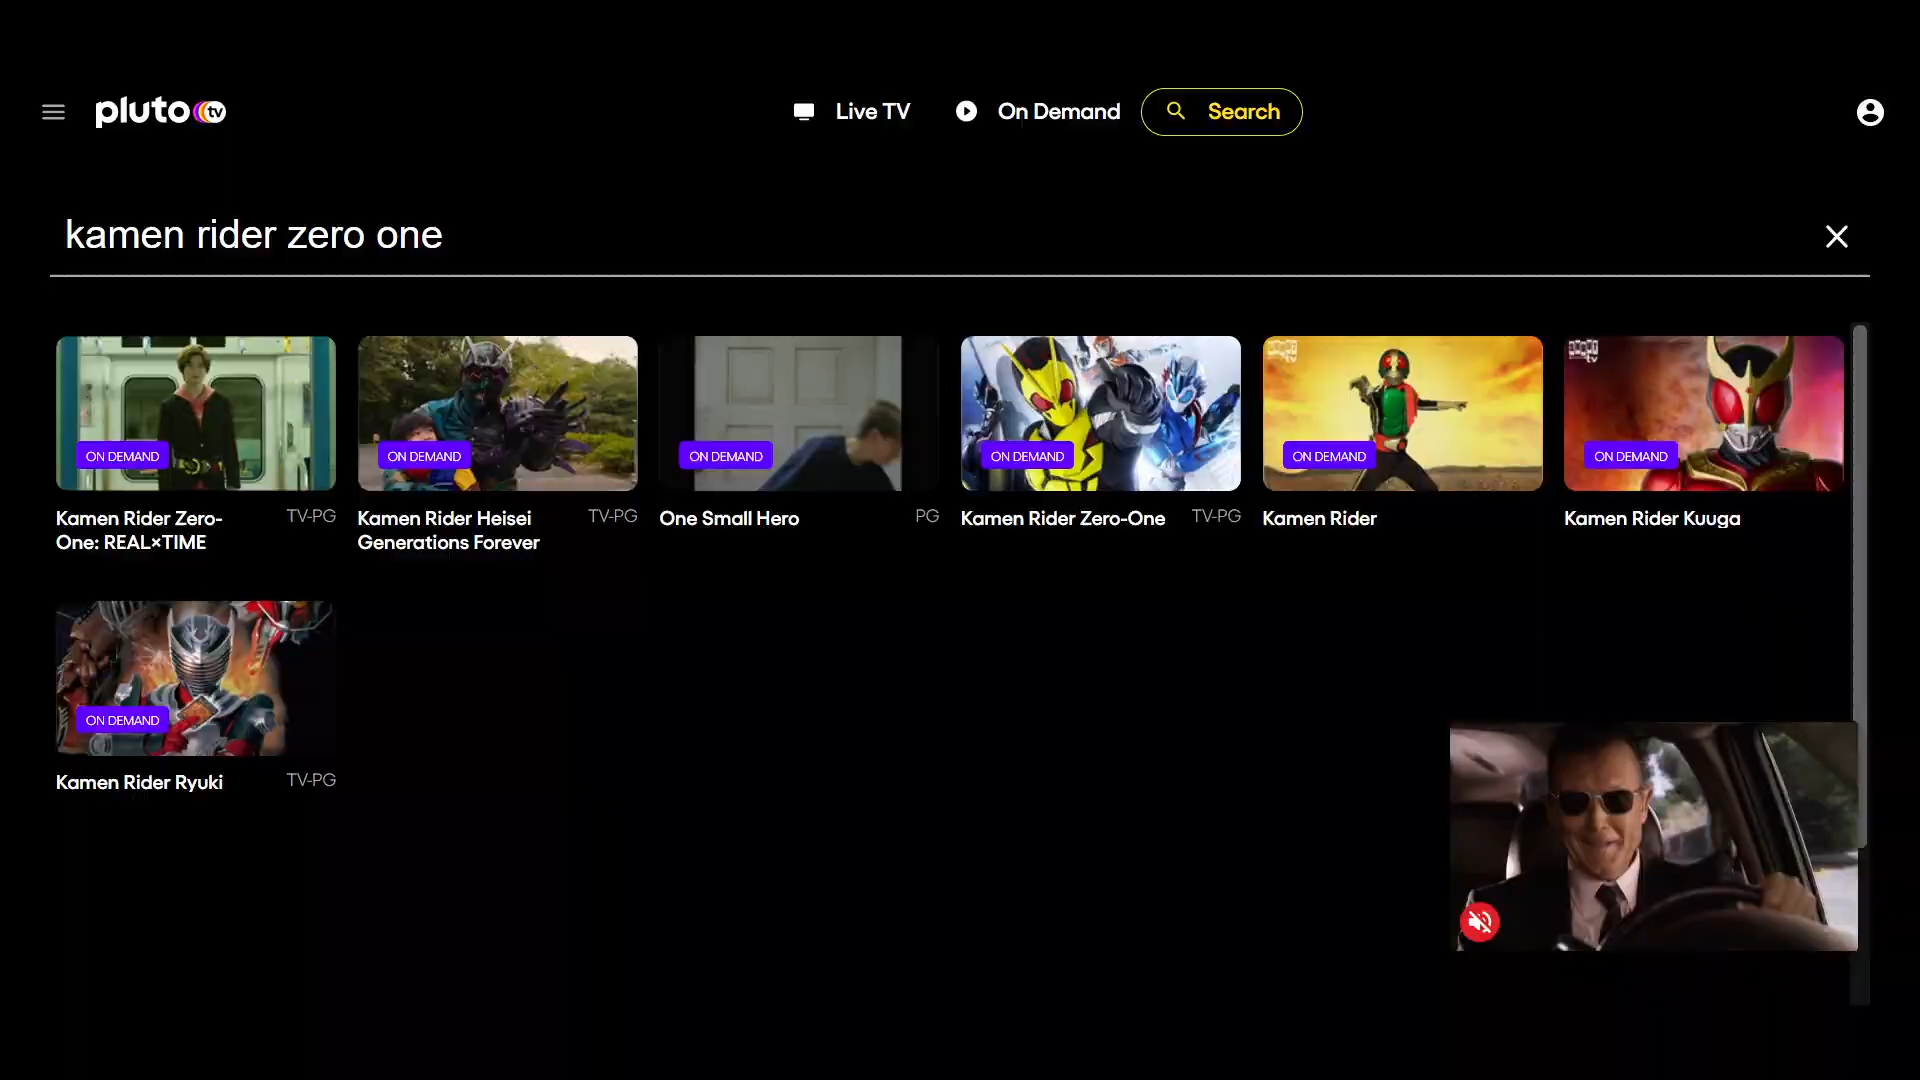 pluto tv
Live TV
On Demand
Search
kamen rider zero one
ON DEMAND
ON DEMAND
ON DEMAND
ON DEMAND
ON DEMAND
ON DEMAND
Kamen Rider Zero-
One: REAL×TIME
TV-PG
Kamen Rider Heisei
Generations Forever
TV-PG
One Small Hero
PG
Kamen Rider Zero-One
TV-PG
Kamen Rider
Kamen Rider Kuuga
ON DEMAND
Kamen Rider Ryuki
TV-PG